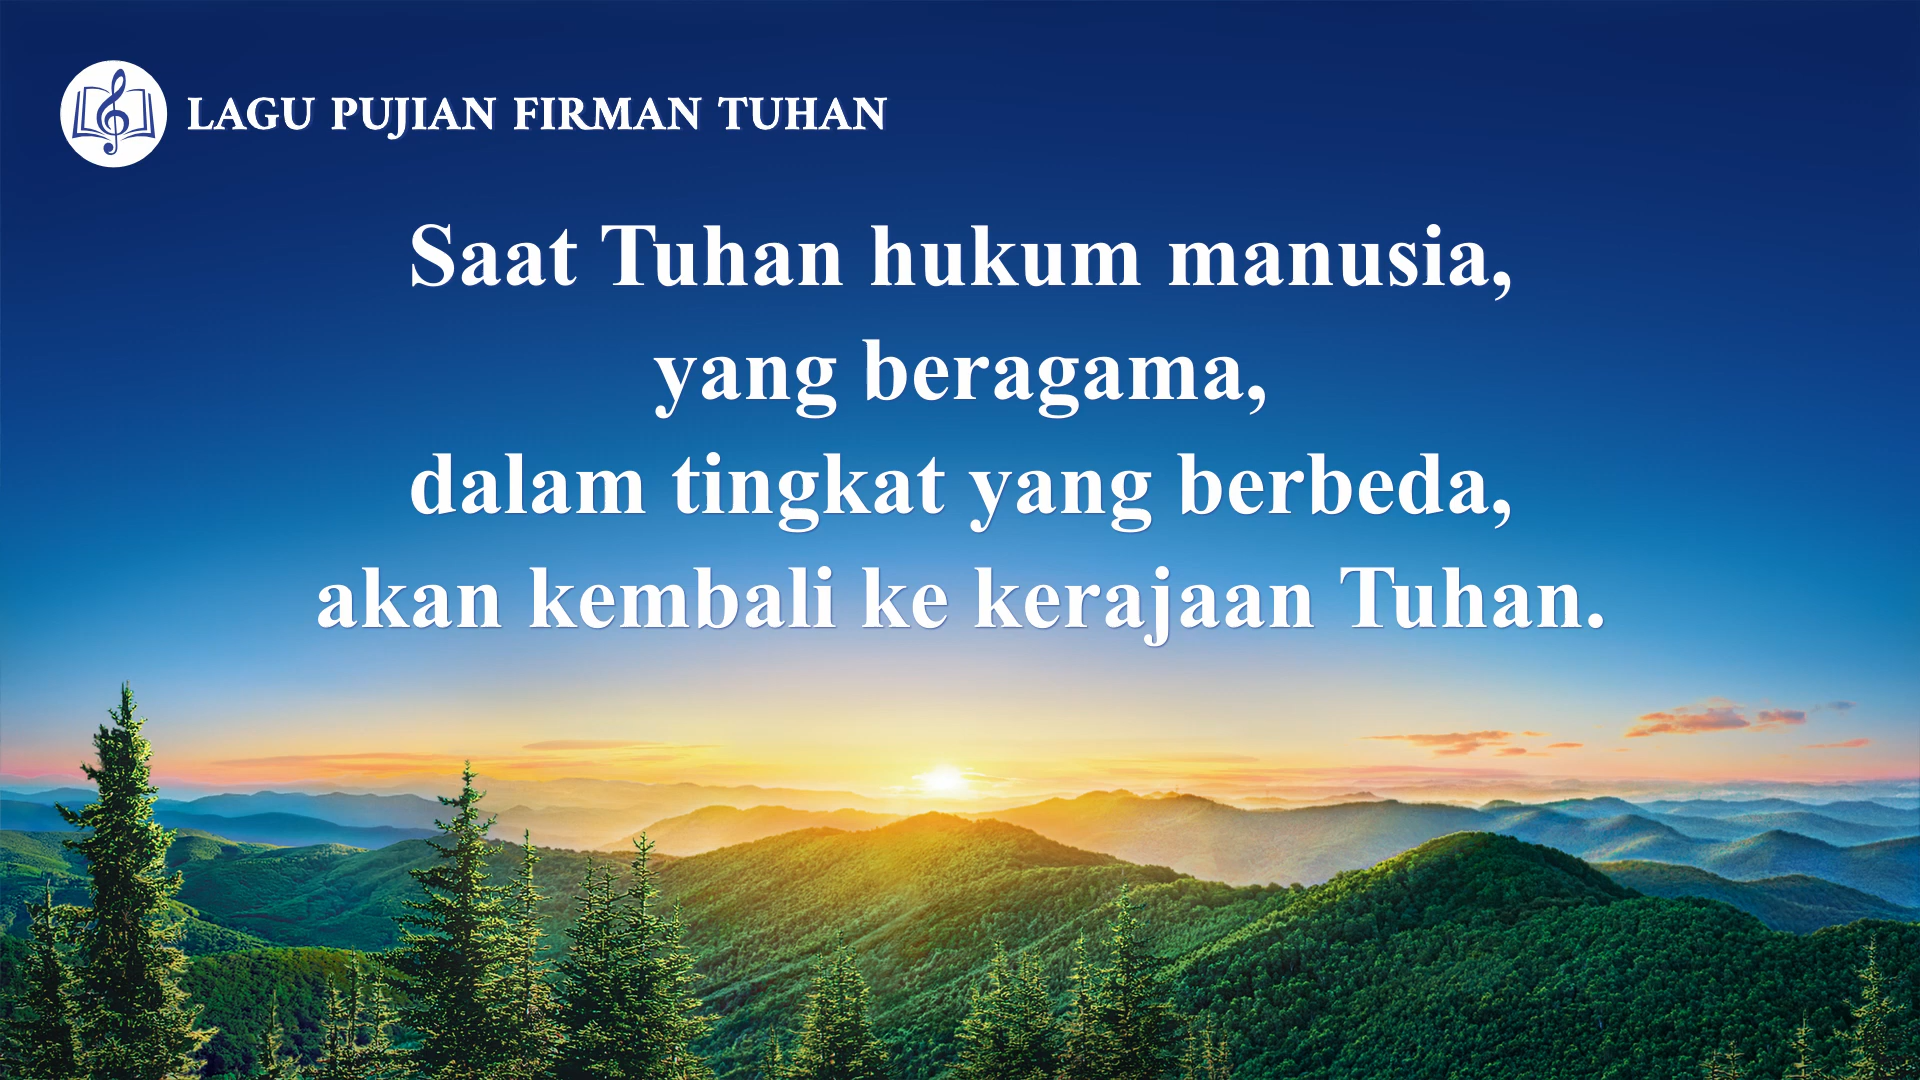 LAGU PUJIAN FIRMAN TUHAN
Saat Tuhan hukum manusia,
yang beragama,
dalam tingkat yang berbeda,
akan kembali ke kerajaan Tuhan.